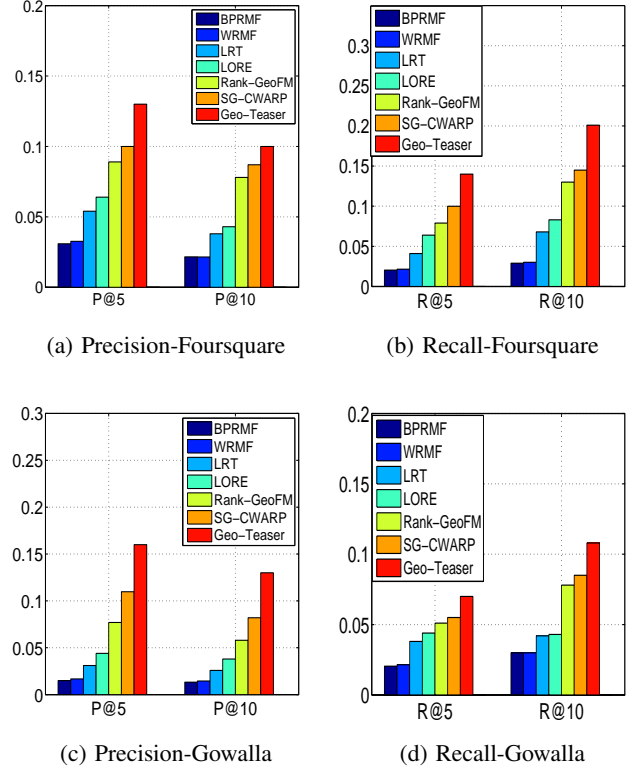 0.2
0.15
0.1
0.05
0
BPRMF
WRMF
LRT
LORE
Rank-GeoFM
SG-CWARP
Geo-Teaser
P@5
P@10
(a) Precision-Foursquare
0.3
0.25
0.2
0.15
0.1
0.05
0
BPRMF
WRMF
LRT
LORE
Rank-GeoFM
SG-CWARP
Geo-Teaser
R@5
R@10
(b) Recall-Foursquare
0.3
0.25
0.2
0.15
0.1
0.05
0
BPRMF
WRMF
LRT
LORE
Rank-GeoFM
SG-CWARP
Geo-Teaser
P@5
P@10
(c) Precision-Gowalla
0.2
0.15
0.1
0.05
0
BPRMF
WRMF
LRT
LORE
Rank-GeoFM
SG-CWARP
Geo-Teaser
R@5
R@10
(d) Recall-Gowalla